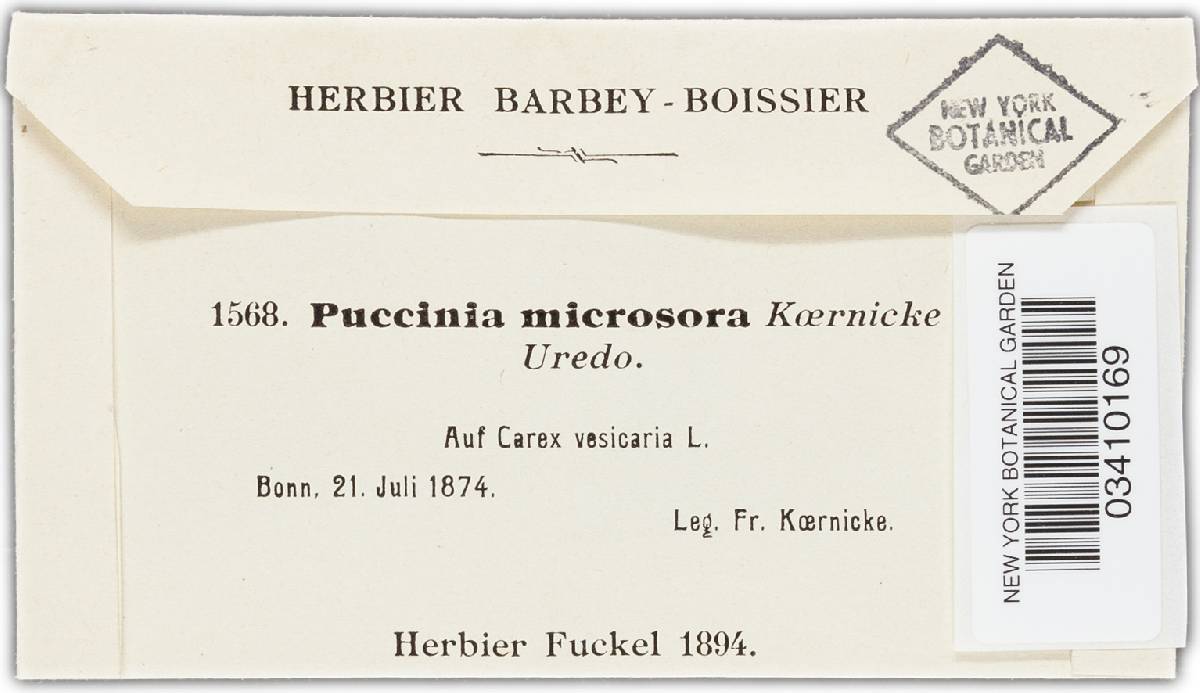 HERBIER BARBEY-BOISSIER
NEW YORK
BOTANICAL
GARDEN
1568. Puccinia microsora Kœrnicke
Uredo.
Auf Carex vesicaria L.
Bonn, 21. Juli 1874.
Leg. Fr. Kœrnicke.
Herbier Fuckel 1894.
NEW YORK BOTANICAL GARDEN
03410169